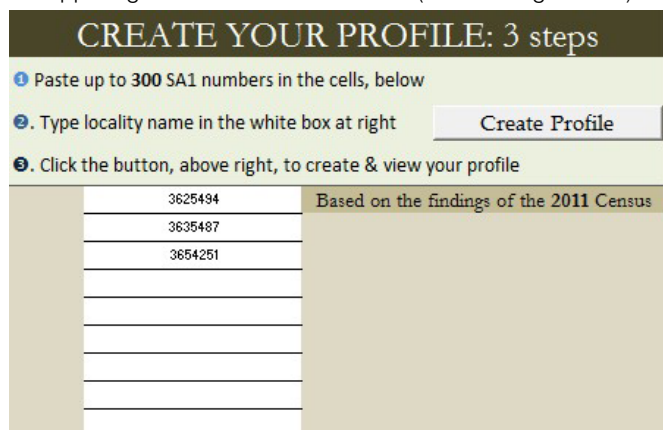 CREATE YOUR PROFILE: 3 steps
❶ Paste up to 300 SA1 numbers in the cells, below
❷. Type locality name in the white box at right
Create Profile
❸. Click the button, above right, to create & view your profile
3625494
Based on the findings of the 2011 Census
3635487
3654251